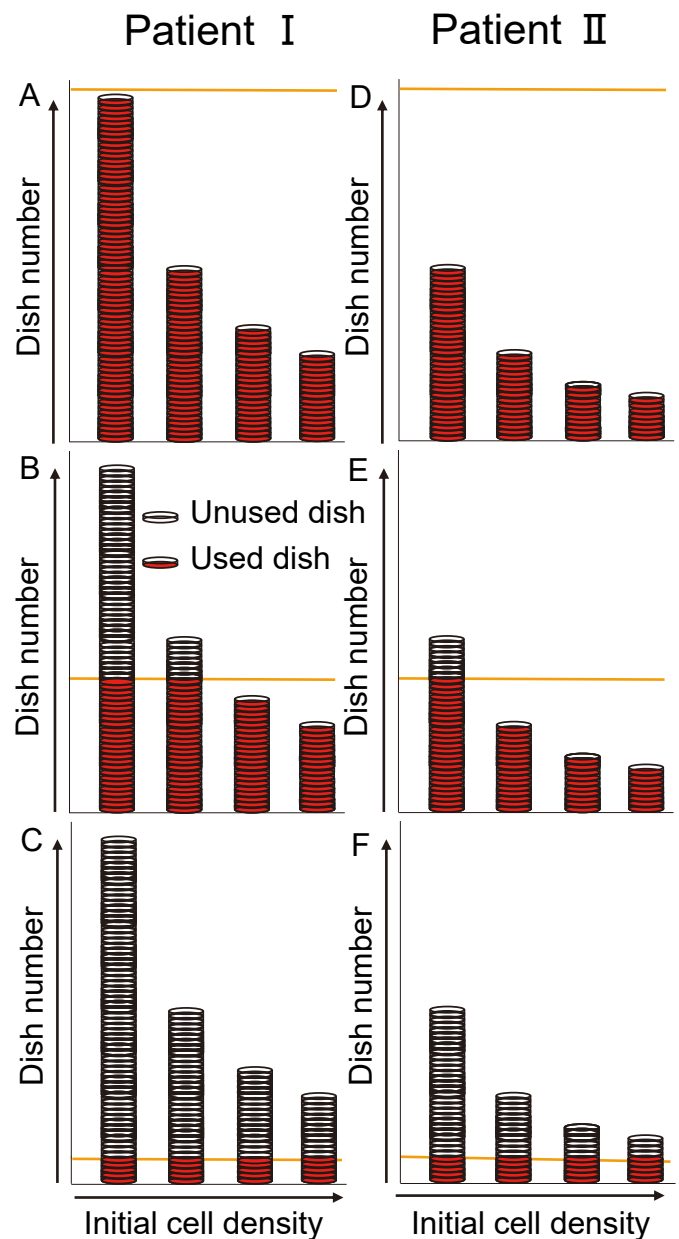 Patient Ⅰ
Patient Ⅱ
A
Dish number
D
Dish number
B
Dish number
Unused dish
Used dish
E
Dish number
C
Dish number
F
Dish number
Initial cell density
Initial cell density